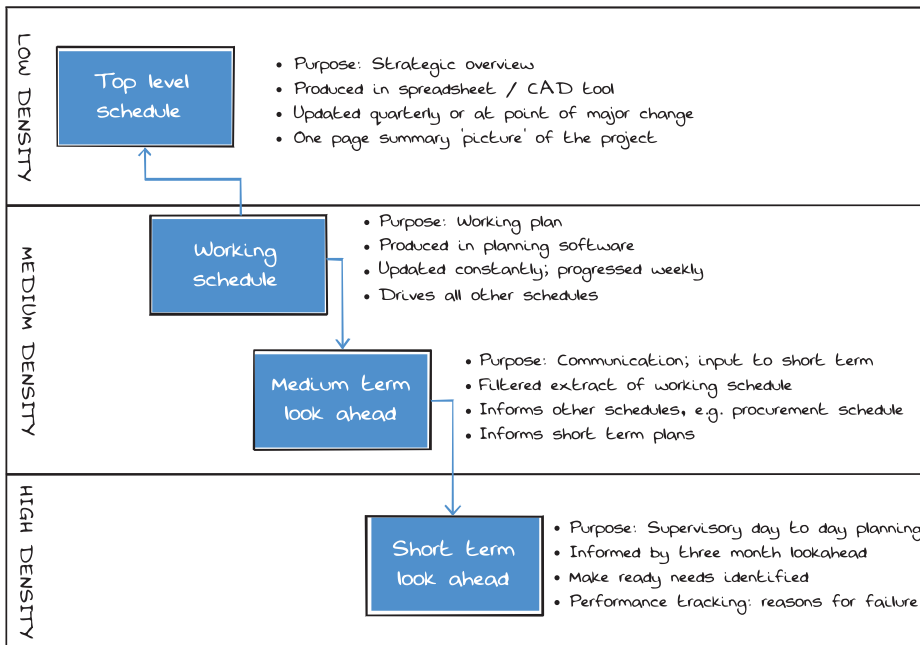 LOW DENSITY
Top level
schedule
• Purpose: Strategic overview
• Produced in spreadsheet / CAD tool
• Updated quarterly or at point of major change
• One page summary 'picture' of the project
MEDIUM DENSITY
Working
schedule
• Purpose: Working plan
• Produced in planning software
• Updated constantly; progressed weekly
• Drives all other schedules
Medium term
look ahead
• Purpose: Communication; input to short term
• Filtered extract of working schedule
• Informs other schedules, e.g. procurement schedule
• Informs short term plans
HIGH DENSITY
Short term
look ahead
• Purpose: Supervisory day to day planning
• Informed by three month lookahead
• Make ready needs identified
• Performance tracking: reasons for failure